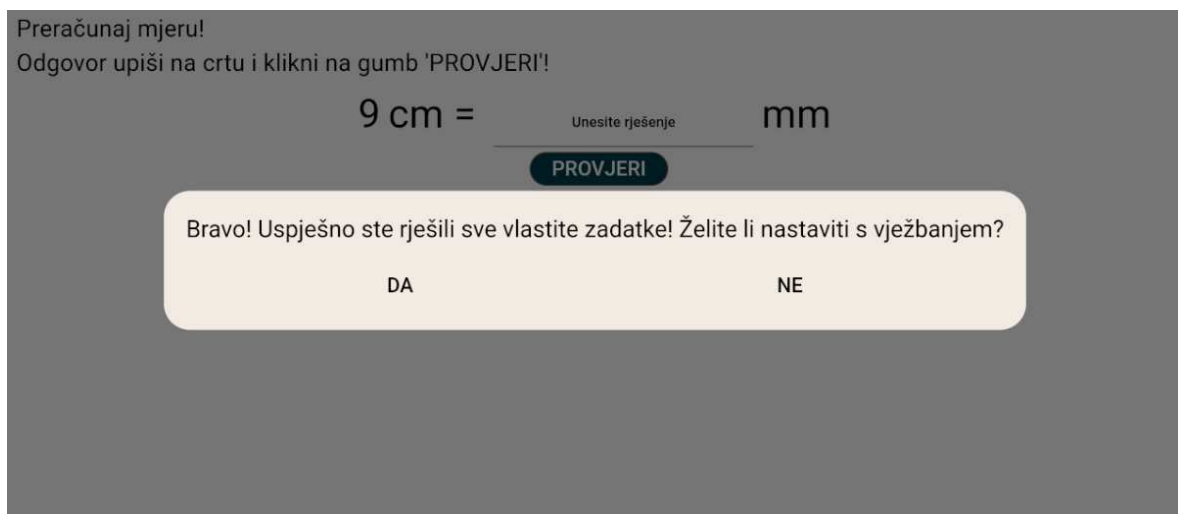 Preračunaj mjeru!
Odgovor upiši na crtu i klikni na gumb 'PROVJERI'!
9 cm = Unesite rješenje mm
PROVJERI
Bravo! Uspješno ste rješili sve vlastite zadatke! Želite li nastaviti s vježbanjem?
DA NE